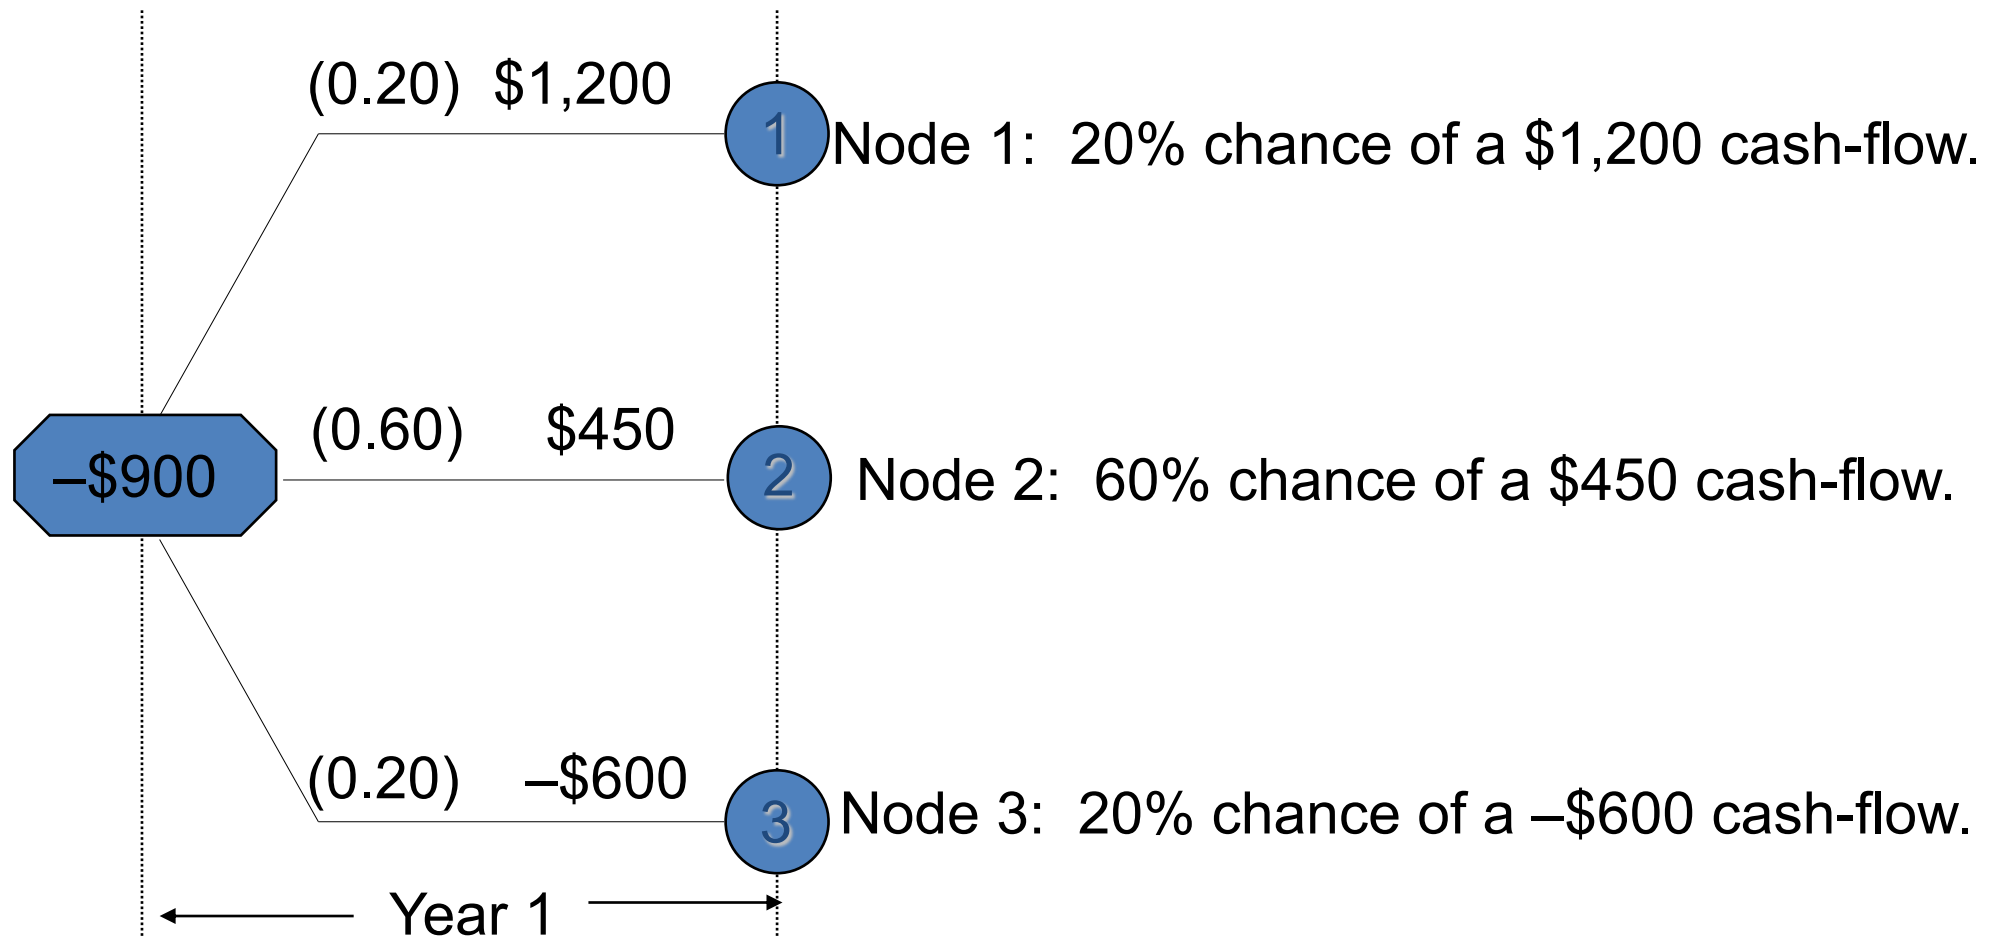 (0.20) $1,200
1
Node 1: 20% chance of a $1,200 cash-flow.
–$900
(0.60) $450
2
Node 2: 60% chance of a $450 cash-flow.
(0.20) –$600
3
Node 3: 20% chance of a –$600 cash-flow.
Year 1